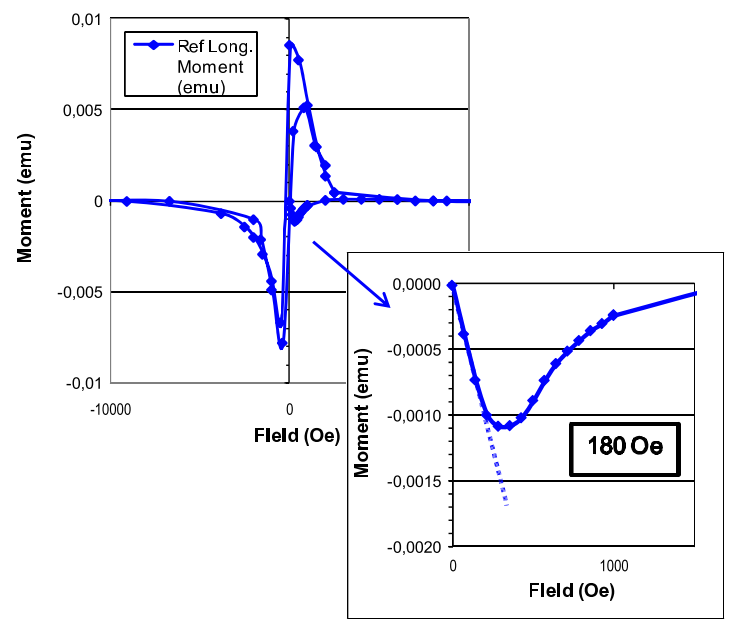 0,01
0,005
0
-0,005
-0,01
Moment (emu)
Ref Long.
Moment
(emu)
-10000
0
Field (Oe)
0,0000
-0,0005
-0,0010
-0,0015
-0,0020
Moment (emu)
180 Oe
0
1000
Field (Oe)